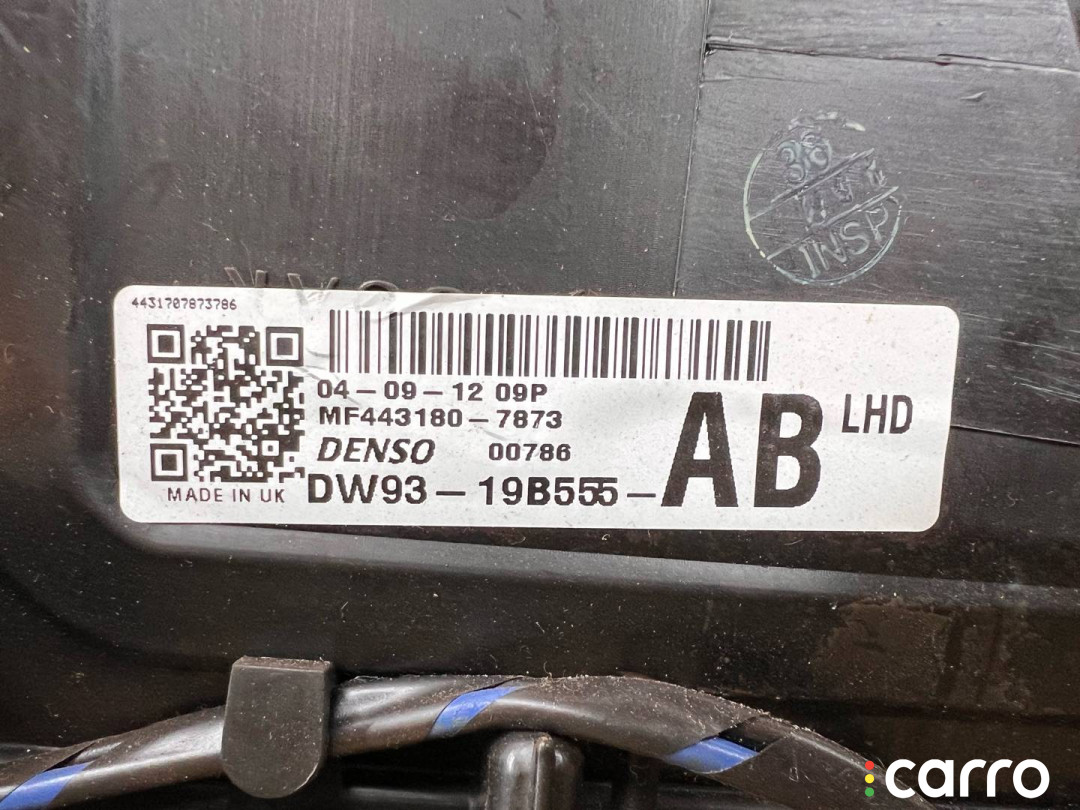 4431707873786
04-09-12 09P
MF443180-7873
DENSO 00786
MADE IN UK
DW93-19B555-AB LHD
INSP
carro